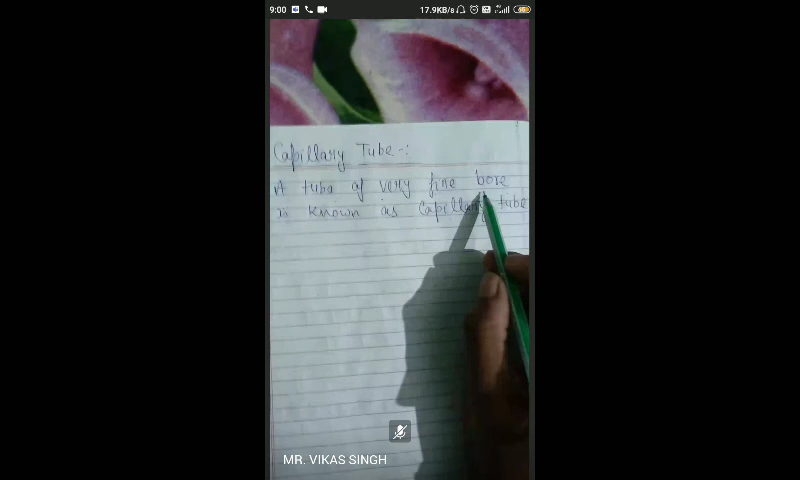 9:00 17.9KB/s
Capillary Tube -:
A tube of very fine bore
is known as Capillary tube
MR. VIKAS SINGH